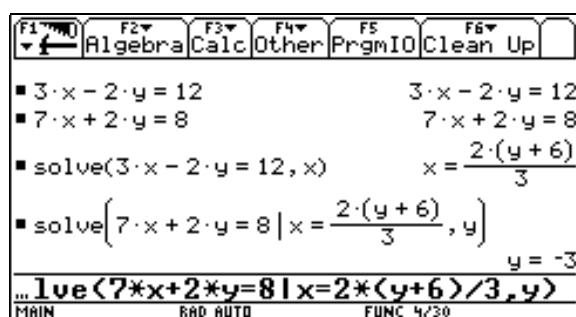 F1 F2 Algebra F3 Calc F4 Other F5 PrgmIO F6 Clean Up
▪ 3·x − 2·y = 12 3·x − 2·y = 12
▪ 7·x + 2·y = 8 7·x + 2·y = 8
▪ solve(3·x − 2·y = 12, x) x = 2·(y + 6)/3
▪ solve(7·x + 2·y = 8 | x = 2·(y + 6)/3, y)
y = -3
…lve(7*x+2*y=8|x=2*(y+6)/3,y)
MAIN RAD AUTO FUNC 4/30